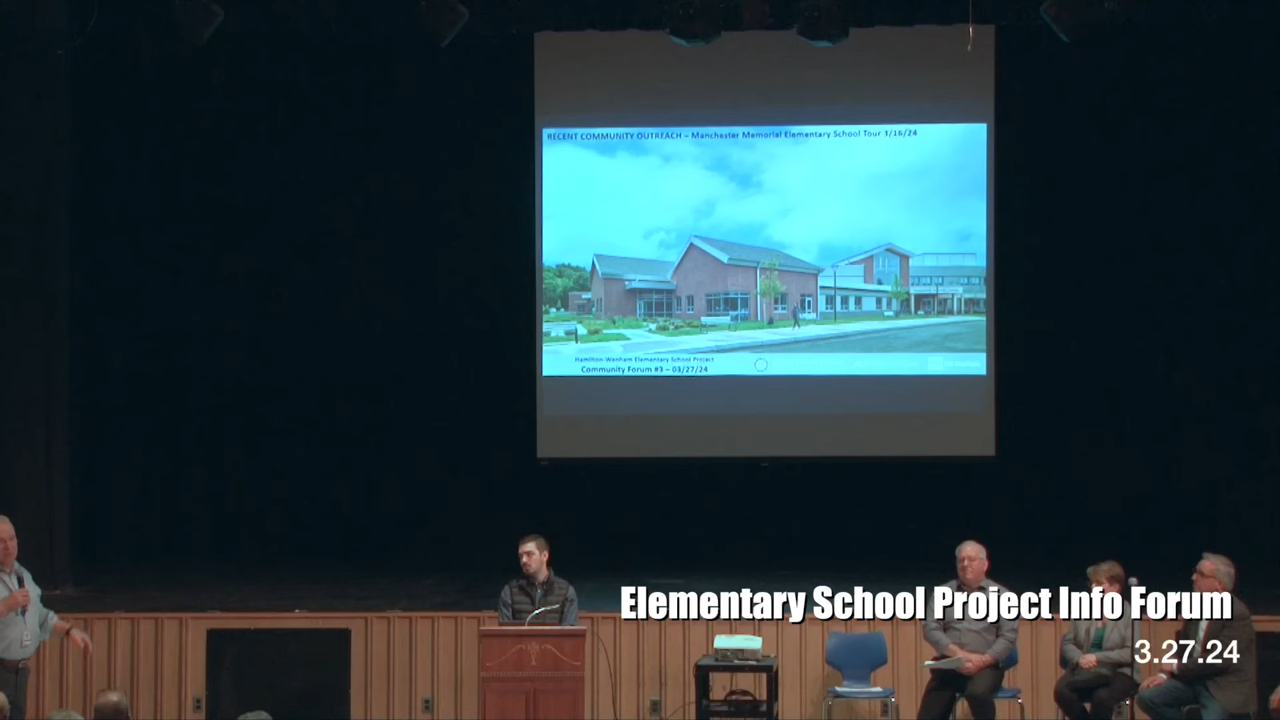 RECENT COMMUNITY OUTREACH – Manchester Memorial Elementary School Tour 3/16/24
Hamilton-Wenham Elementary School Project
Community Forum #3 – 03/27/24
Elementary School Project Info Forum
3.27.24